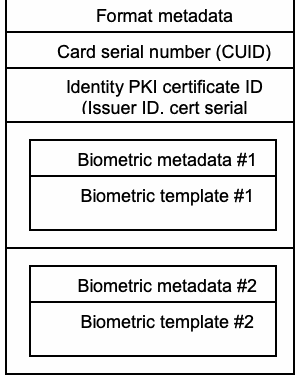 Format metadata
Card serial number (CUID)
Identity PKI certificate ID
(Issuer ID. cert serial
Biometric metadata #1
Biometric template #1
Biometric metadata #2
Biometric template #2